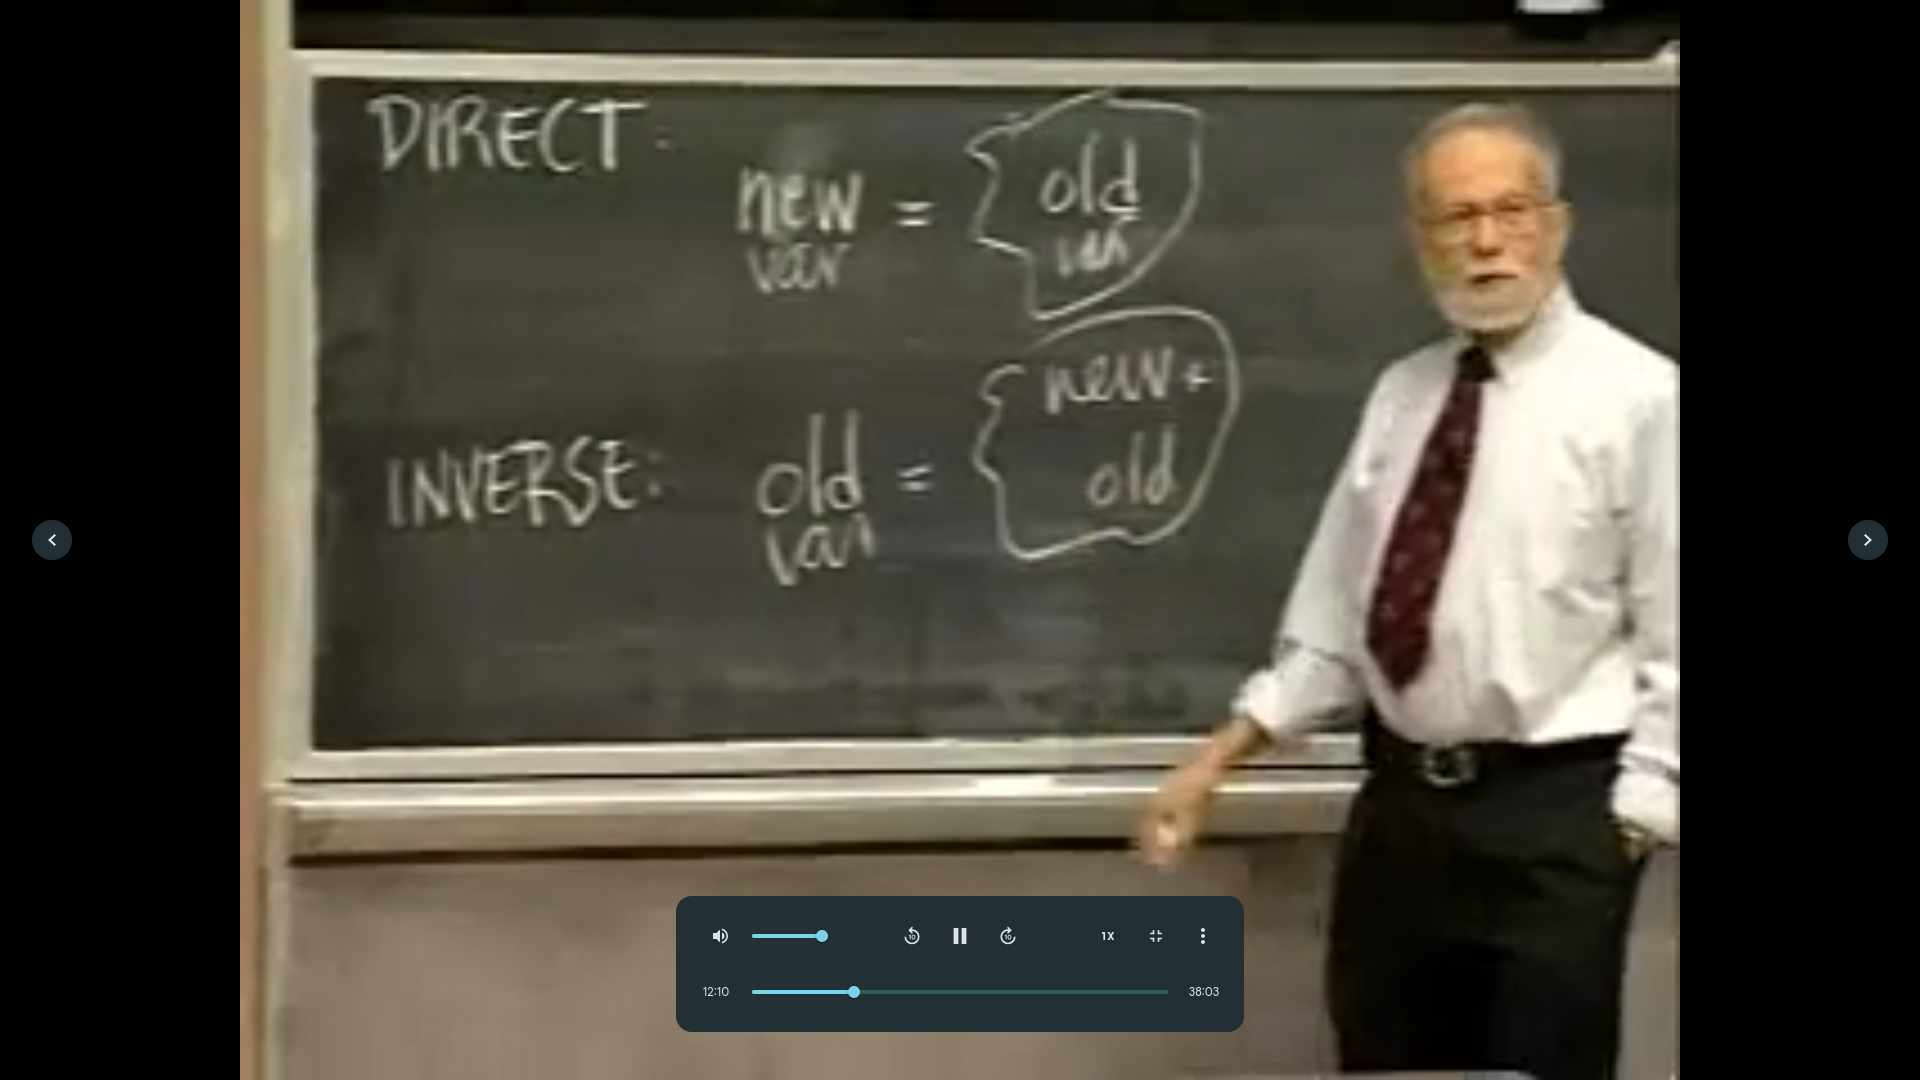 DIRECT:
new = old
var var
new +
INVERSE: old = old
var
1X
12:10 38:03